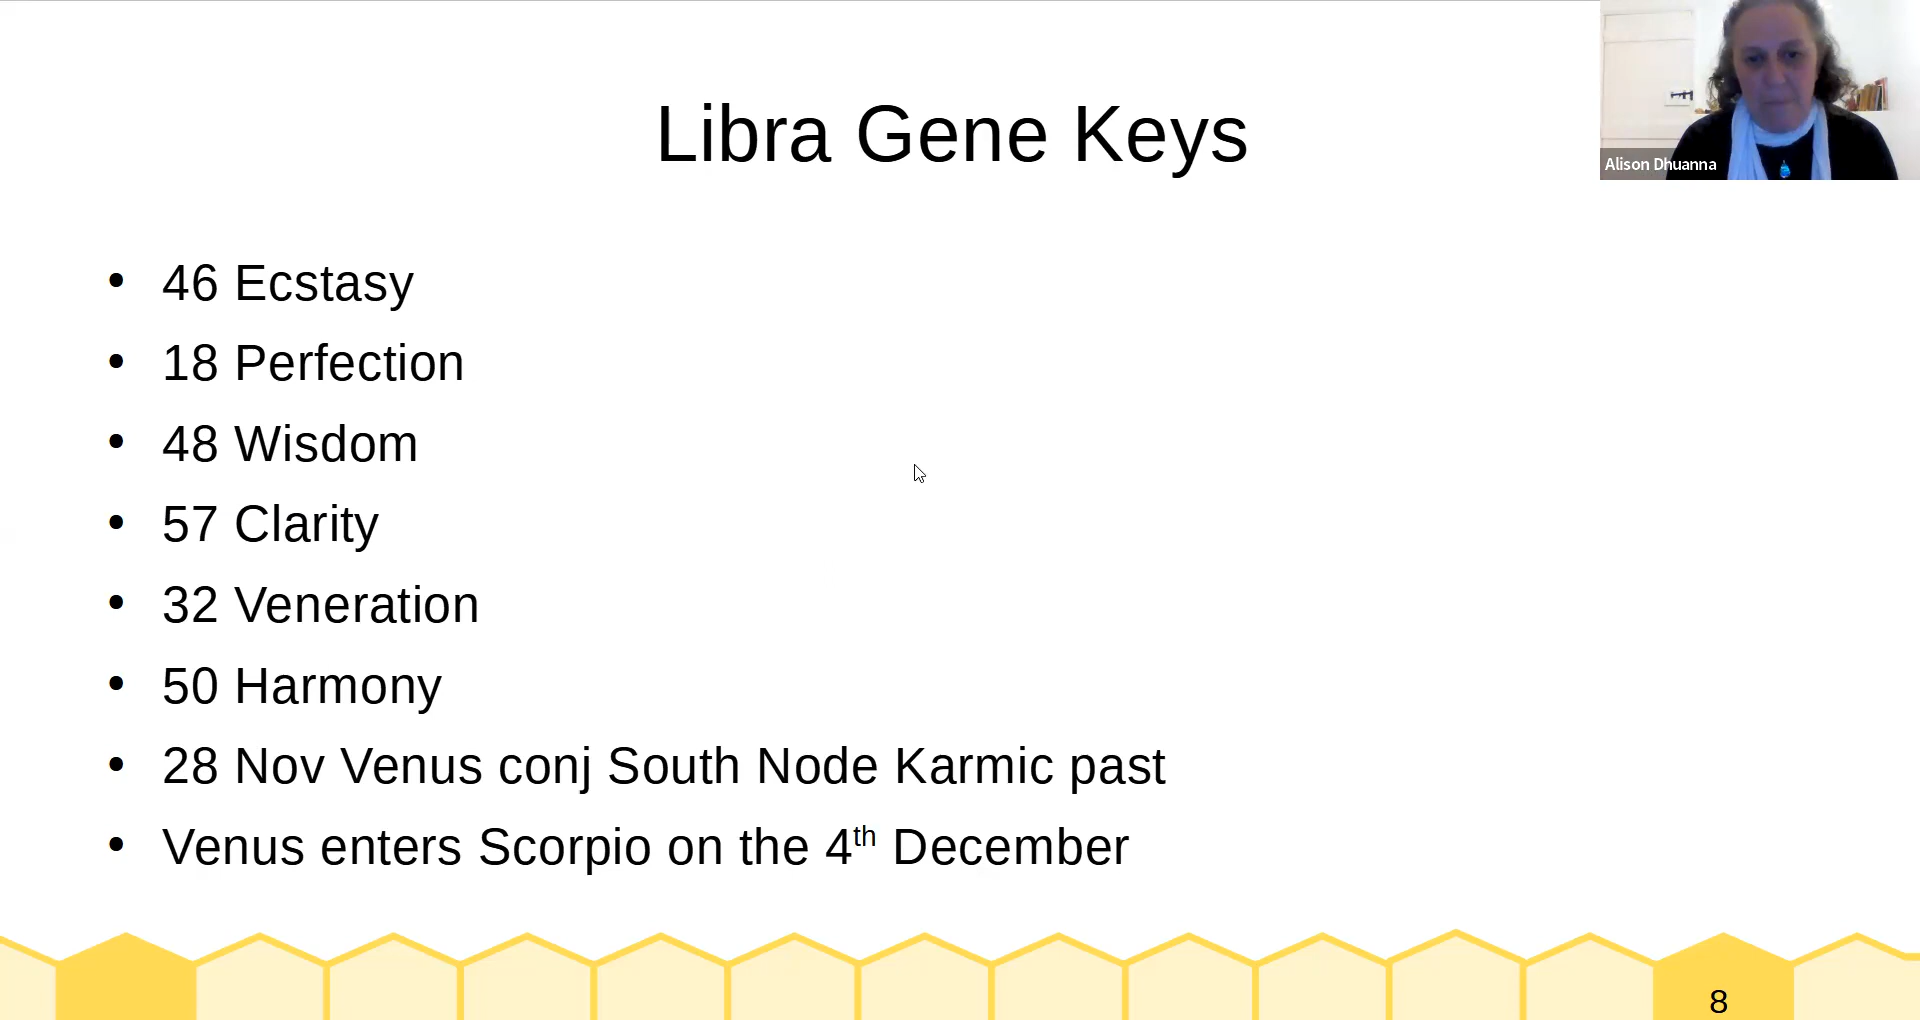 Libra Gene Keys
Alison Dhuanna
• 46 Ecstasy
• 18 Perfection
• 48 Wisdom
• 57 Clarity
• 32 Veneration
• 50 Harmony
• 28 Nov Venus conj South Node Karmic past
• Venus enters Scorpio on the 4th December
8